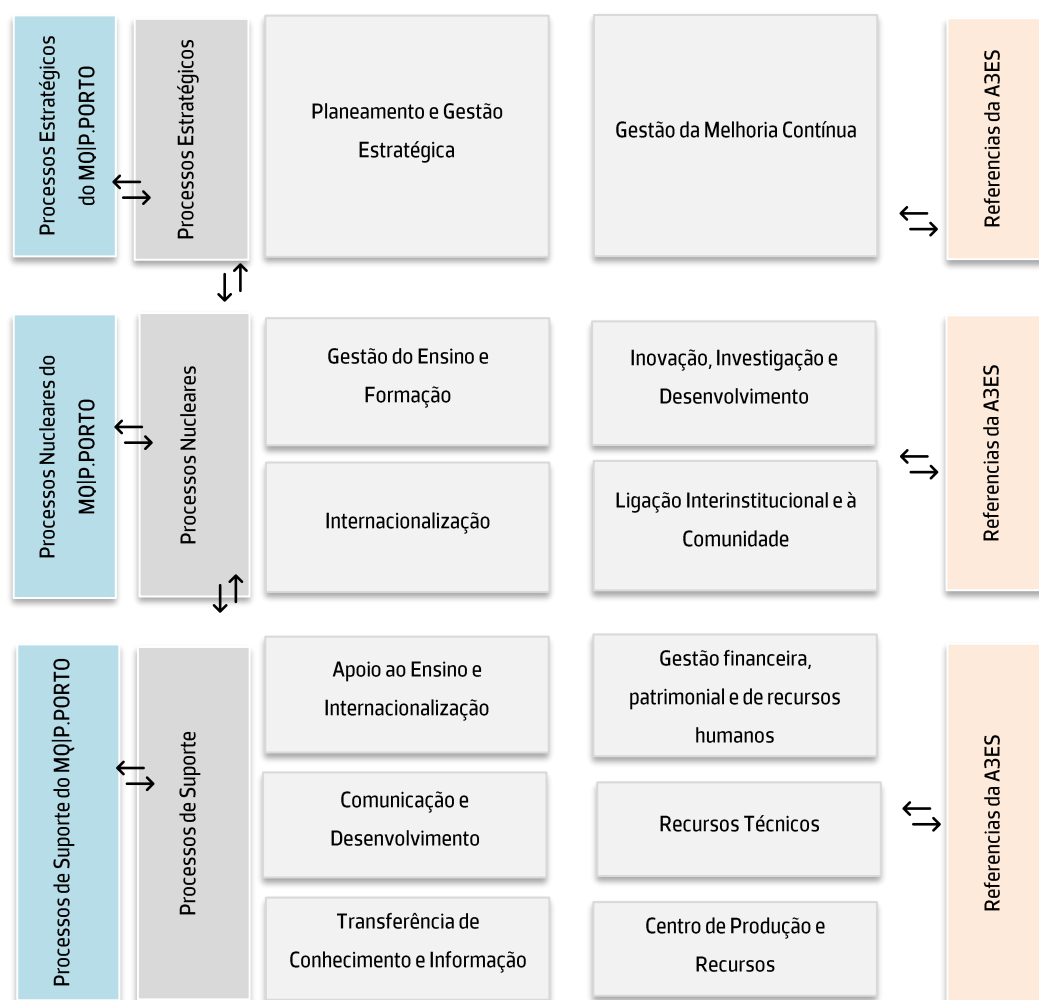 Processos Estratégicos
do MQ|P.PORTO
Processos Estratégicos
Planeamento e Gestão
Estratégica
Gestão da Melhoria Contínua
Referencias da A3ES
Processos Nucleares do
MQ|P.PORTO
Processos Nucleares
Gestão do Ensino e
Formação
Inovação, Investigação e
Desenvolvimento
Internacionalização
Ligação Interinstitucional e à
Comunidade
Referencias da A3ES
Processos de Suporte do MQ|P.PORTO
Processos de Suporte
Apoio ao Ensino e
Internacionalização
Gestão financeira,
patrimonial e de recursos
humanos
Comunicação e
Desenvolvimento
Recursos Técnicos
Transferência de
Conhecimento e Informação
Centro de Produção e
Recursos
Referencias da A3ES